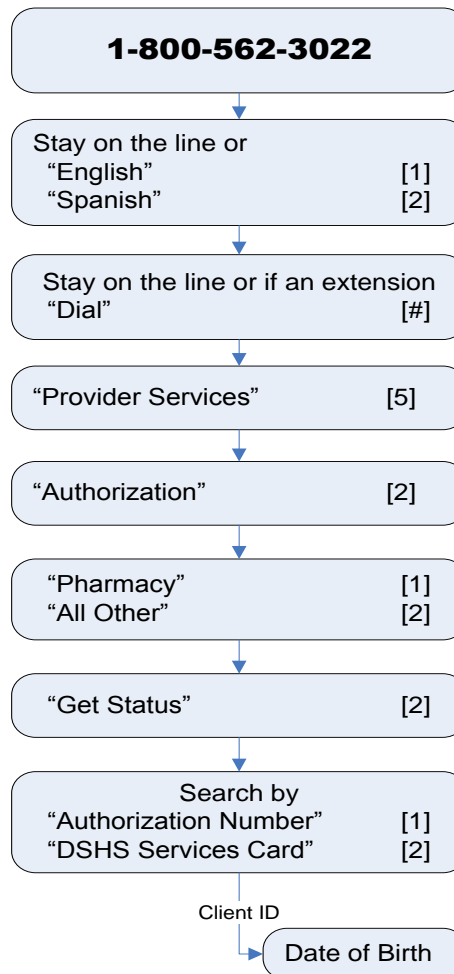 1-800-562-3022
Stay on the line or
“English” [1]
“Spanish” [2]
Stay on the line or if an extension
“Dial” [#]
“Provider Services” [5]
“Authorization” [2]
“Pharmacy” [1]
“All Other” [2]
“Get Status” [2]
Search by
“Authorization Number” [1]
“DSHS Services Card” [2]
Client ID
Date of Birth